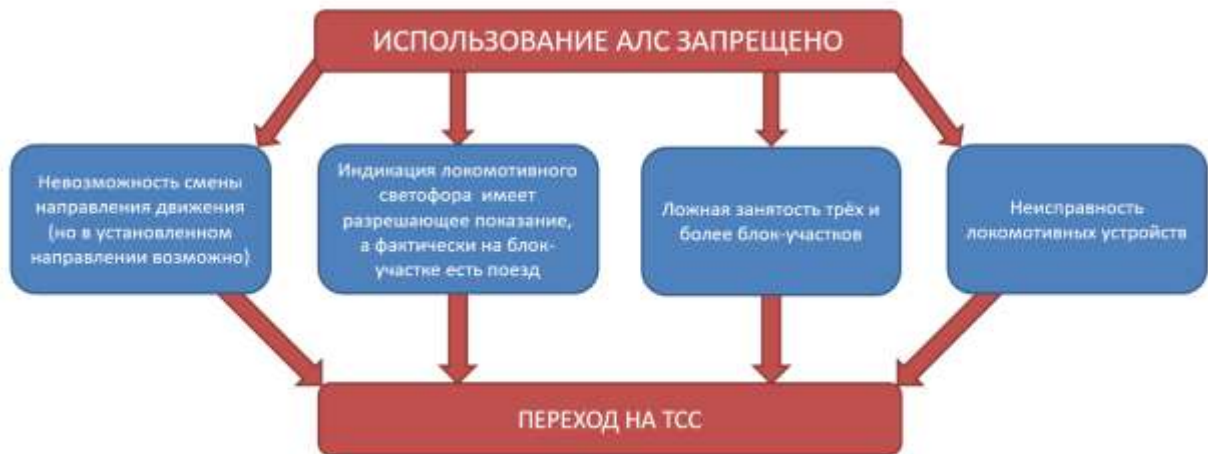 ИСПОЛЬЗОВАНИЕ АЛС ЗАПРЕЩЕНО
Невозможность смены
направления движения
(но в установленном
направлении возможно)
Индикация локомотивного
светофора имеет
разрешающее показание,
а фактически на блок-
участке есть поезд
Ложная занятость трёх и
более блок-участков
Неисправность
локомотивных устройств
ПЕРЕХОД НА ТСС